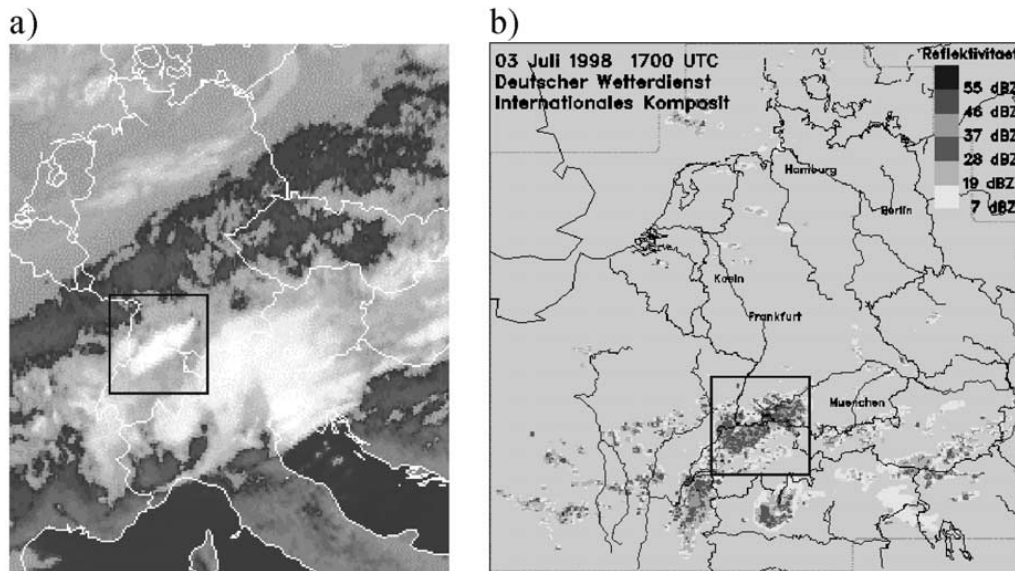 a)
b)
03 Juli 1998 1700 UTC
Deutscher Wetterdienst
Internationales Komposit
Reflektivitaet
55 dBZ
46 dBZ
37 dBZ
28 dBZ
19 dBZ
7 dBZ
Hamburg
Berlin
Koeln
Frankfurt
Muenchen